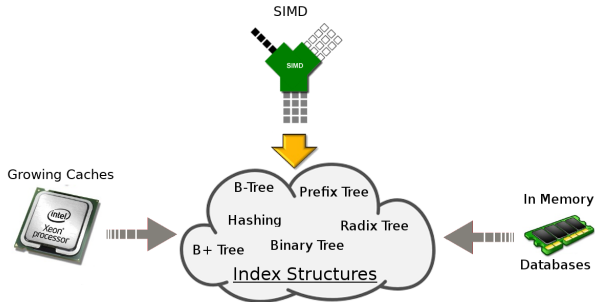 SIMD
SIMD
Growing Caches
intel
Xeon
processor
B-Tree
Prefix Tree
Hashing
Radix Tree
B+ Tree
Binary Tree
Index Structures
In Memory
Databases